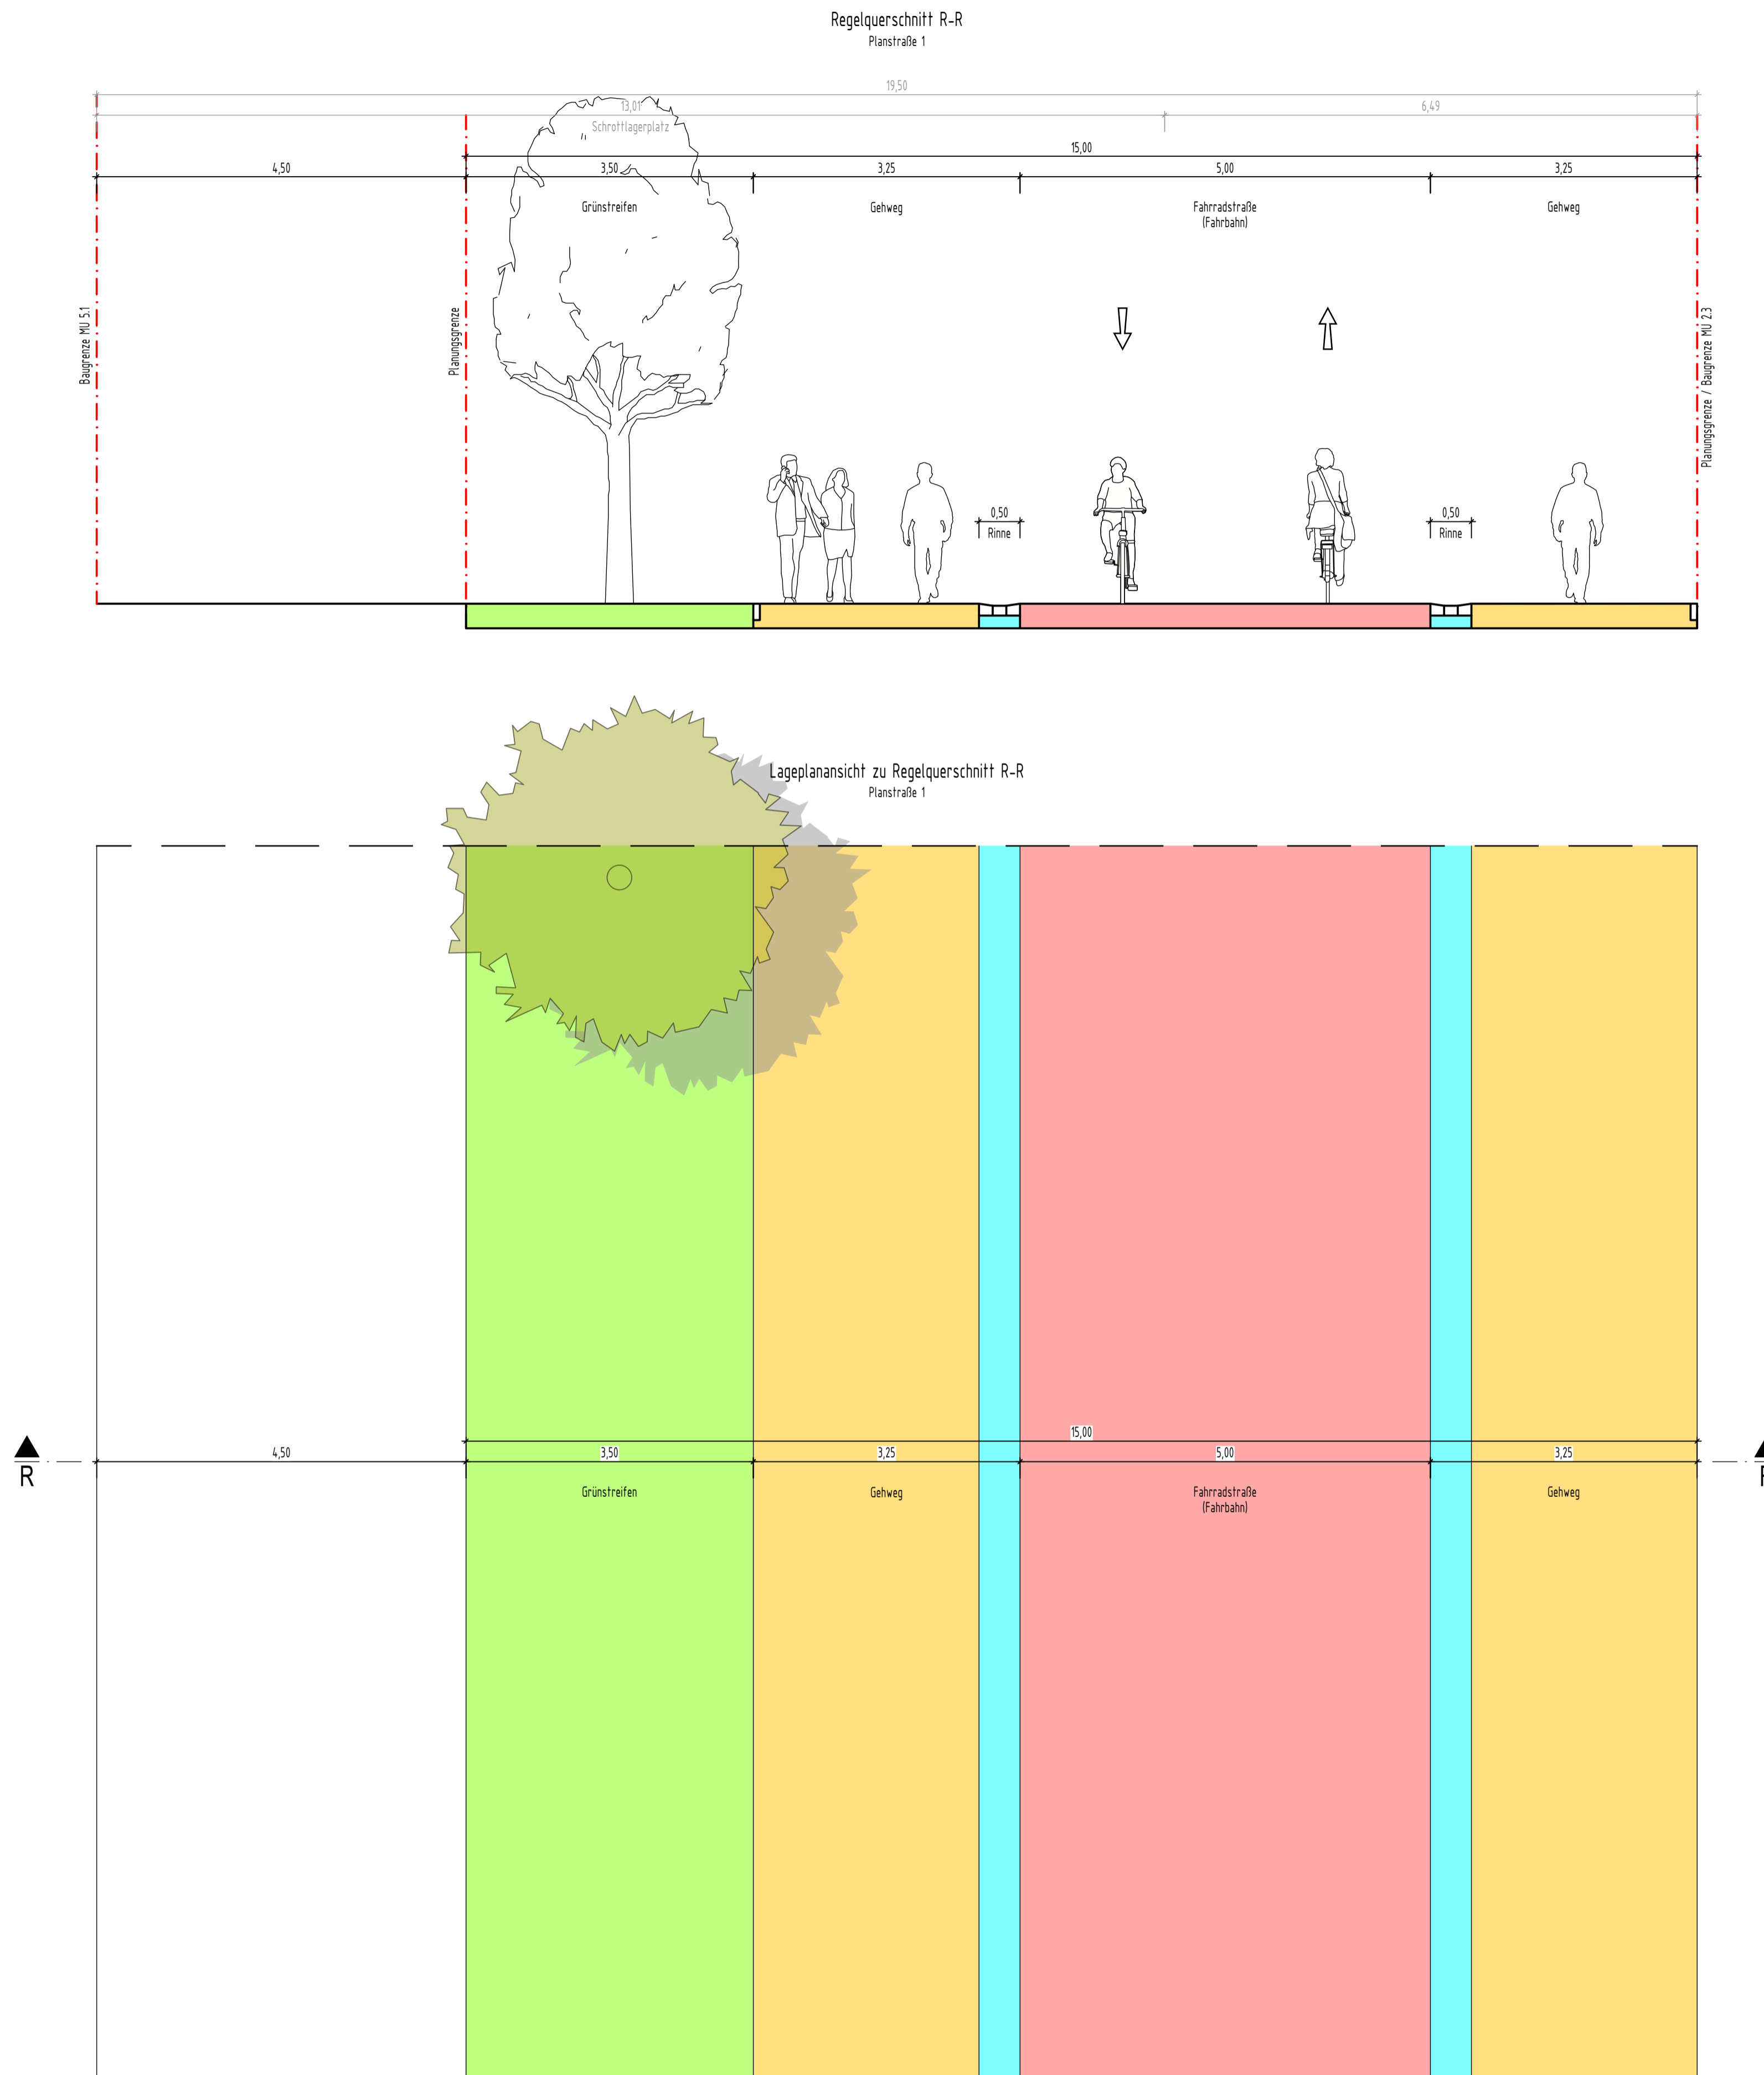 Regelquerschnitt R-R
Planstraße 1
19,50
13,01
6,49
Schrottlagerplatz
15,00
4,50
3,50
3,25
5,00
3,25
Grünstreifen
Gehweg
Fahrradstraße
(Fahrbahn)
Gehweg
Baugrenze MU 5.1
Planungsgrenze
Planungsgrenze / Baugrenze MU 2.3
0,50
Rinne
0,50
Rinne
Lageplanansicht zu Regelquerschnitt R-R
Planstraße 1
15,00
4,50
3,50
3,25
5,00
3,25
R
Grünstreifen
Gehweg
Fahrradstraße
(Fahrbahn)
Gehweg